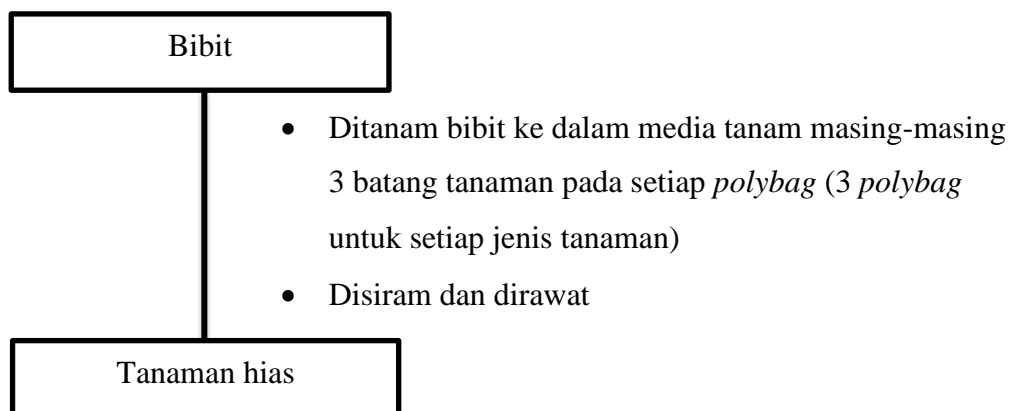 Bibit
• Ditanam bibit ke dalam media tanam masing-masing
3 batang tanaman pada setiap polybag (3 polybag
untuk setiap jenis tanaman)
• Disiram dan dirawat
Tanaman hias